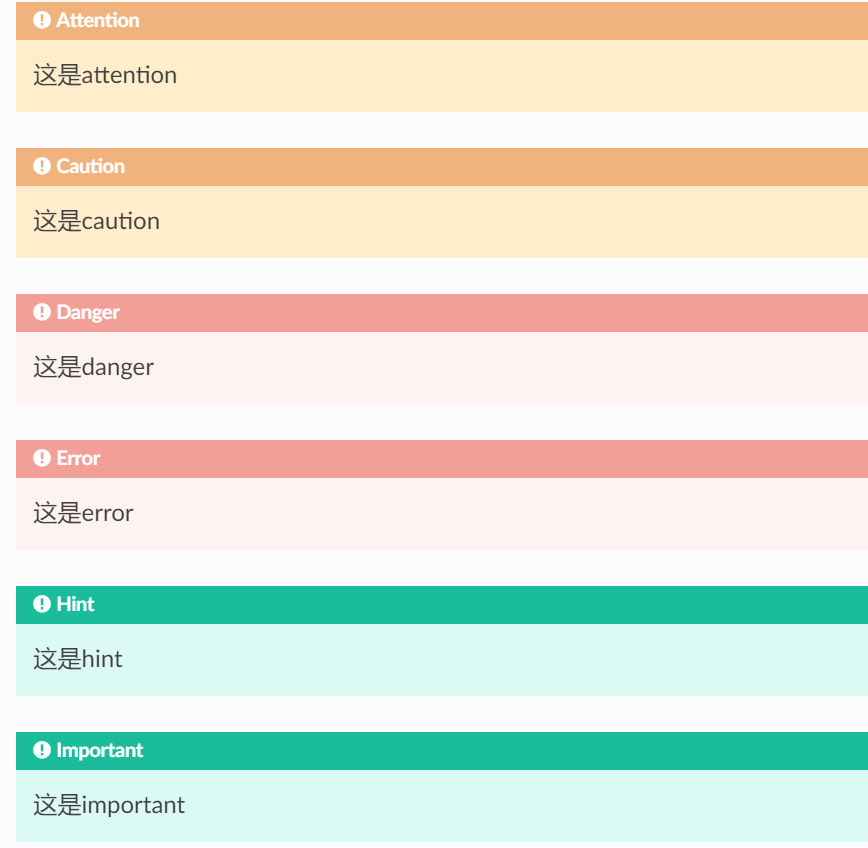 Attention
这是attention
Caution
这是caution
Danger
这是danger
Error
这是error
Hint
这是hint
Important
这是important